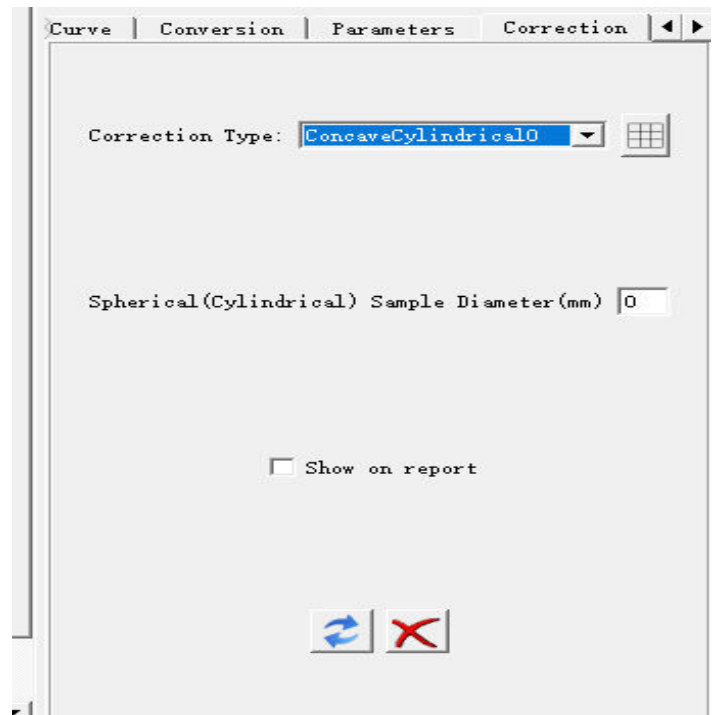 Curve | Conversion | Parameters Correction
Correction Type: ConcaveCylindrical0
Spherical(Cylindrical) Sample Diameter(mm) 0
Show on report